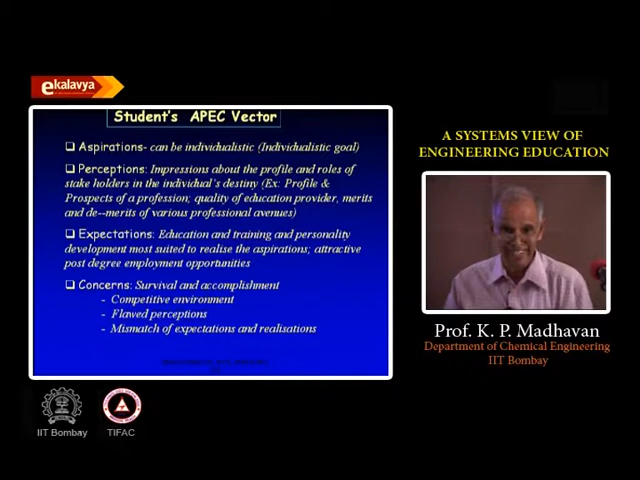 ekalavya
Student's APEC Vector
Aspirations- can be individualistic (Individualistic goal)
Perceptions: Impressions about the profile and roles of
stake holders in the individual's destiny (Ex: Profile &
Prospects of a profession; quality of education provider, merits
and de--merits of various professional avenues)
Expectations: Education and training and personality
development most suited to realise the aspirations; attractive
post degree employment opportunities
Concerns: Survival and accomplishment
- Competitive environment
- Flawed perceptions
- Mismatch of expectations and realisations
A SYSTEMS VIEW OF
ENGINEERING EDUCATION
Prof. K. P. Madhavan
Department of Chemical Engineering
IIT Bombay
IIT Bombay
TIFAC